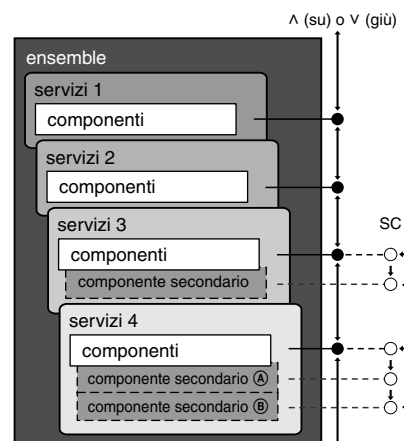 ∧ (su) o ∨ (giù)
ensemble
servizi 1
componenti
servizi 2
componenti
servizi 3
SC
componenti
componente secondario
servizi 4
componenti
componente secondario Ⓐ
componente secondario Ⓑ